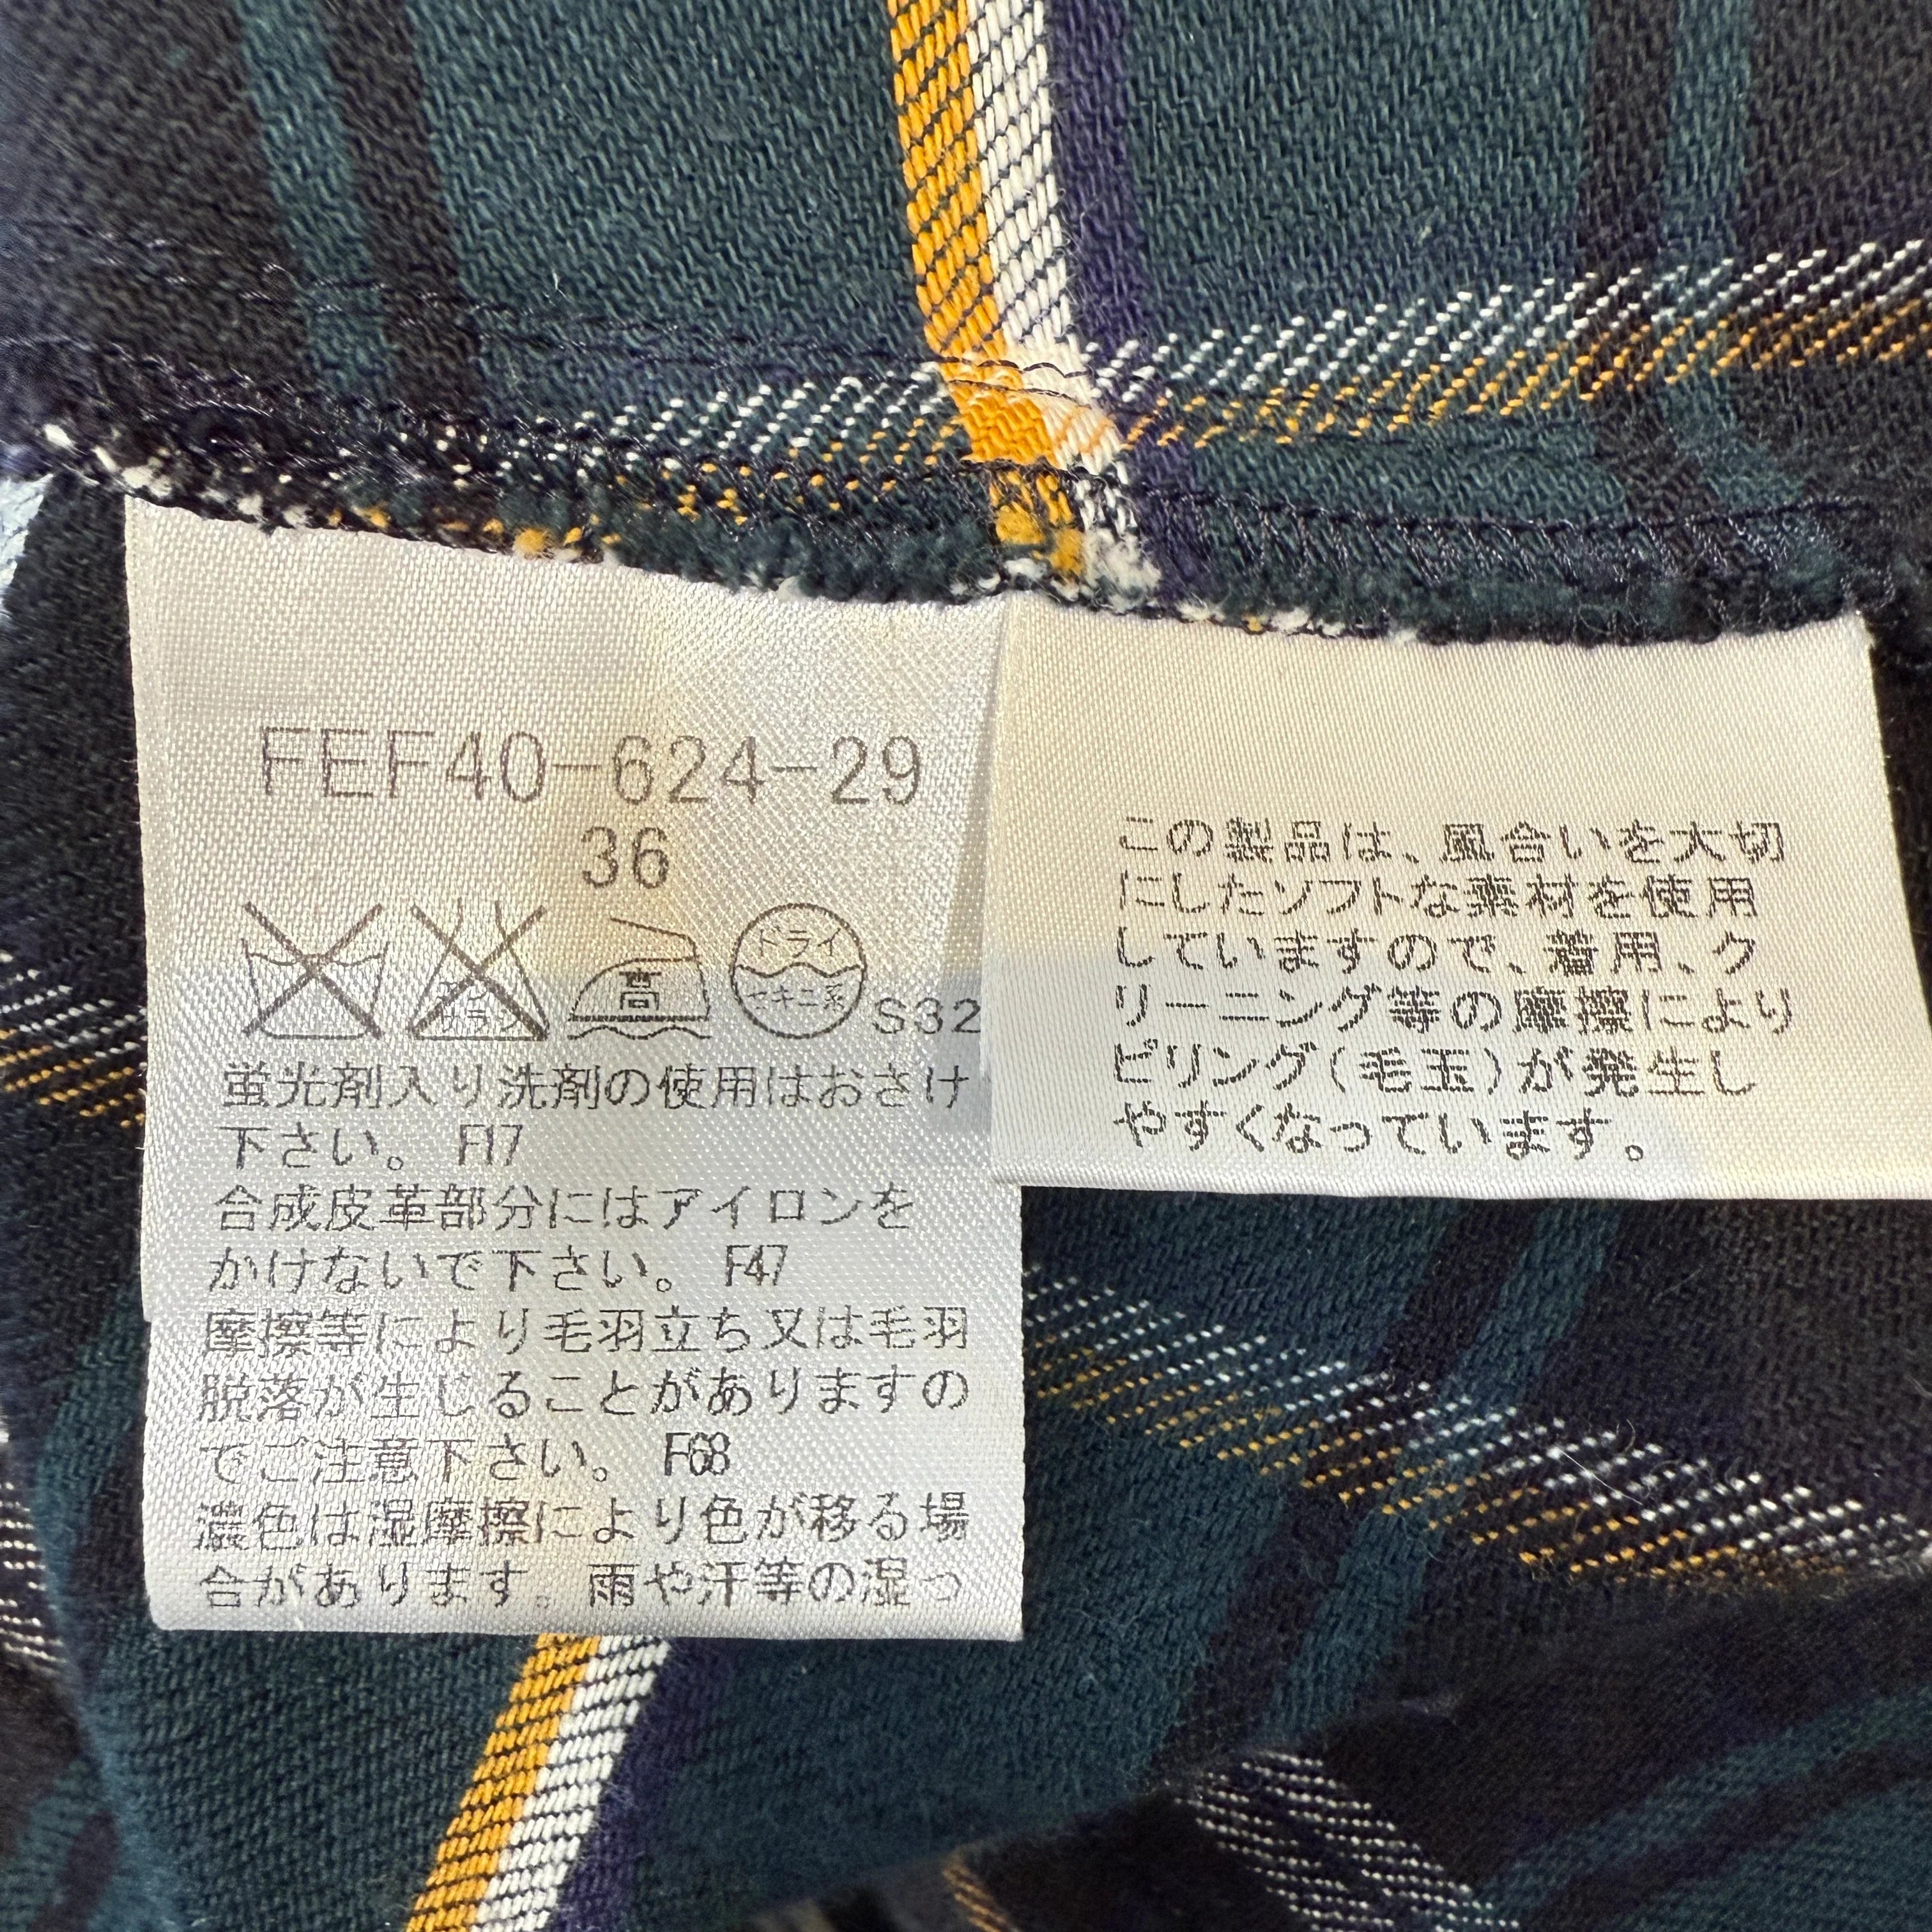 FEF40-624-29
36
エンソ
サラシ
高
ドライ
セキユ系
S32
蛍光剤入り洗剤の使用はおさけ
下さい。 F17
合成皮革部分にはアイロンを
かけないで下さい。 F47
摩擦等により毛羽立ち又は毛羽
脱落が生じることがありますの
でご注意下さい。 F68
濃色は湿摩擦により色が移る場
合があります。雨や汗等の湿っ
この製品は、風合いを大切
にしたソフトな素材を使用
していますので、着用、ク
リーニング等の摩擦により
ピリング(毛玉)が発生し
やすくなっています。